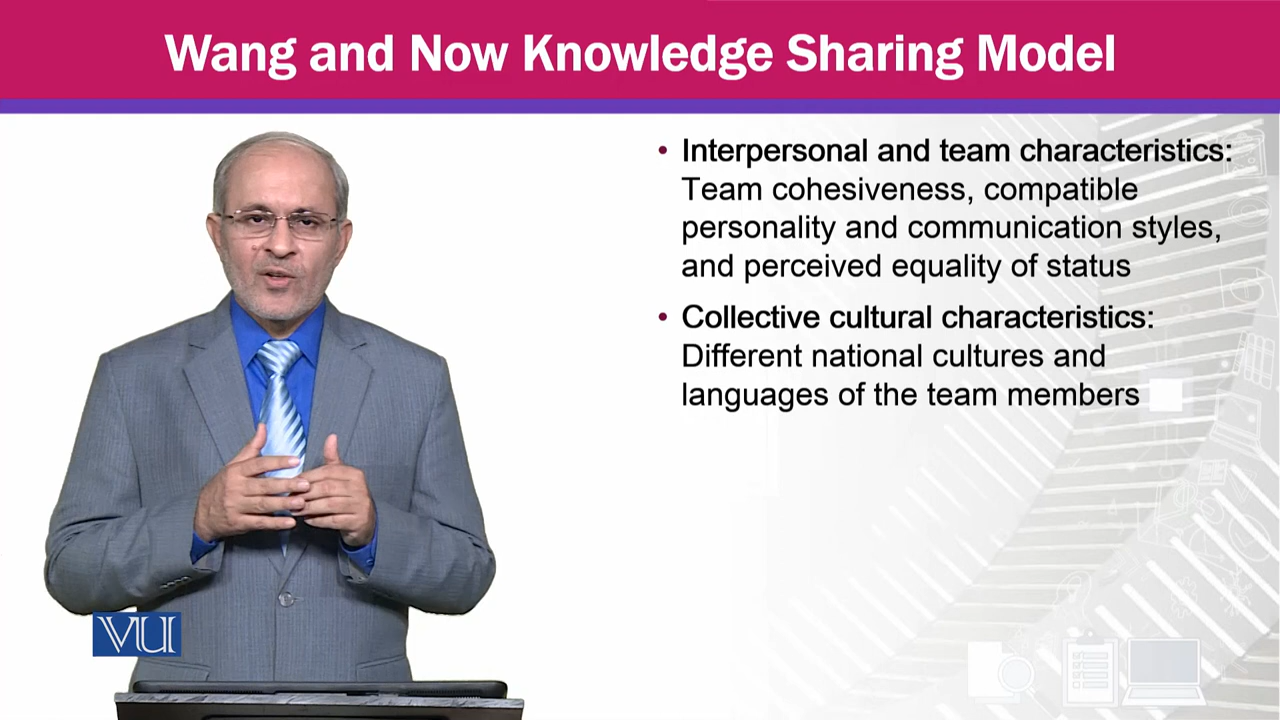 Wang and Now Knowledge Sharing Model
• Interpersonal and team characteristics:
Team cohesiveness, compatible
personality and communication styles,
and perceived equality of status
• Collective cultural characteristics:
Different national cultures and
languages of the team members
VU